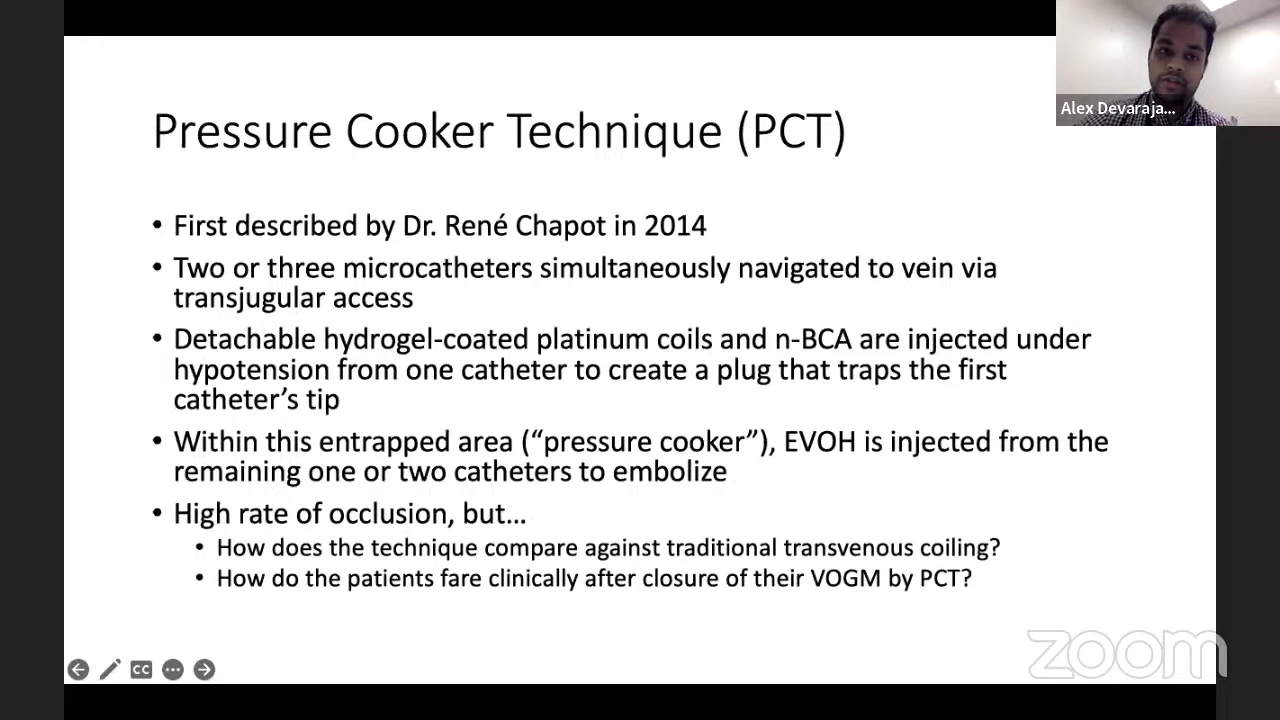 Alex Devaraja...
Pressure Cooker Technique (PCT)
• First described by Dr. René Chapot in 2014
• Two or three microcatheters simultaneously navigated to vein via
transjugular access
• Detachable hydrogel-coated platinum coils and n-BCA are injected under
hypotension from one catheter to create a plug that traps the first
catheter’s tip
• Within this entrapped area (“pressure cooker”), EVOH is injected from the
remaining one or two catheters to embolize
• High rate of occlusion, but…
• How does the technique compare against traditional transvenous coiling?
• How do the patients fare clinically after closure of their VOGM by PCT?
CC
zoom